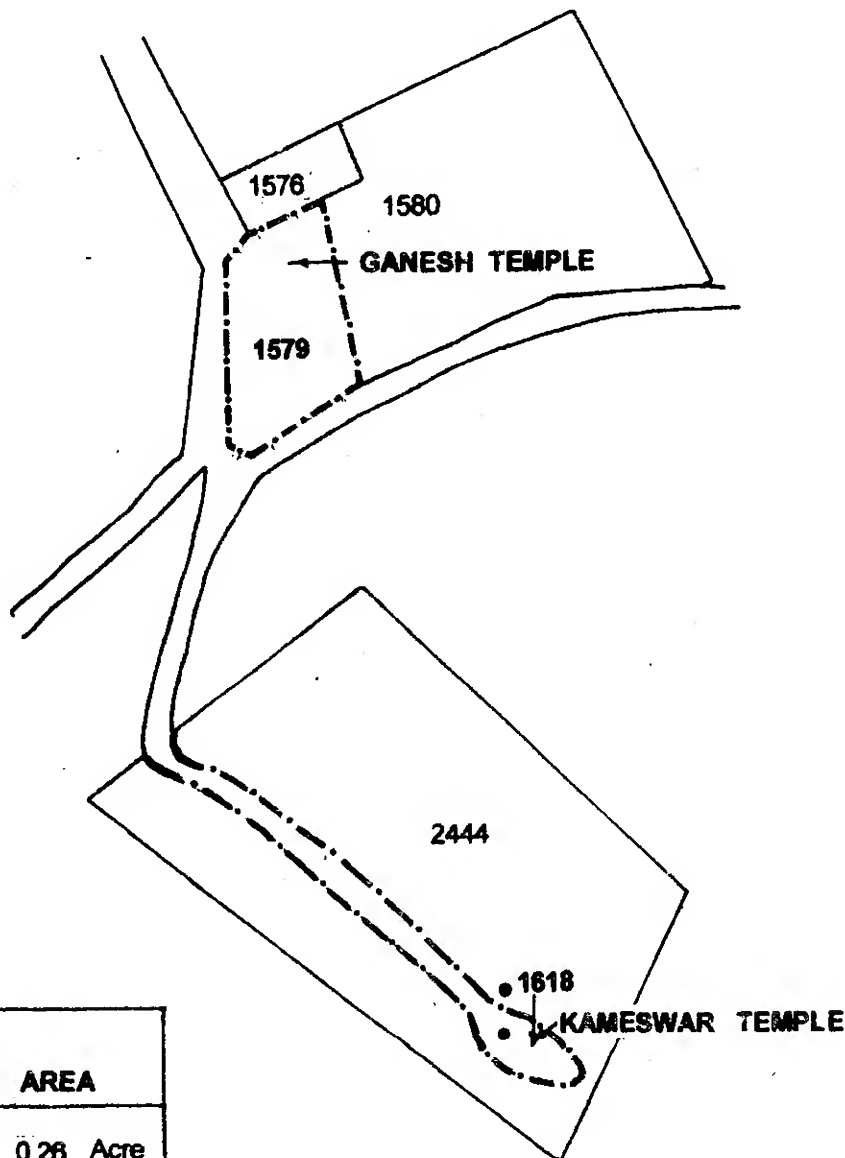 1576
1580
GANESH TEMPLE
1579
2444
1618
KAMESWAR TEMPLE
AREA
0.26 Acre